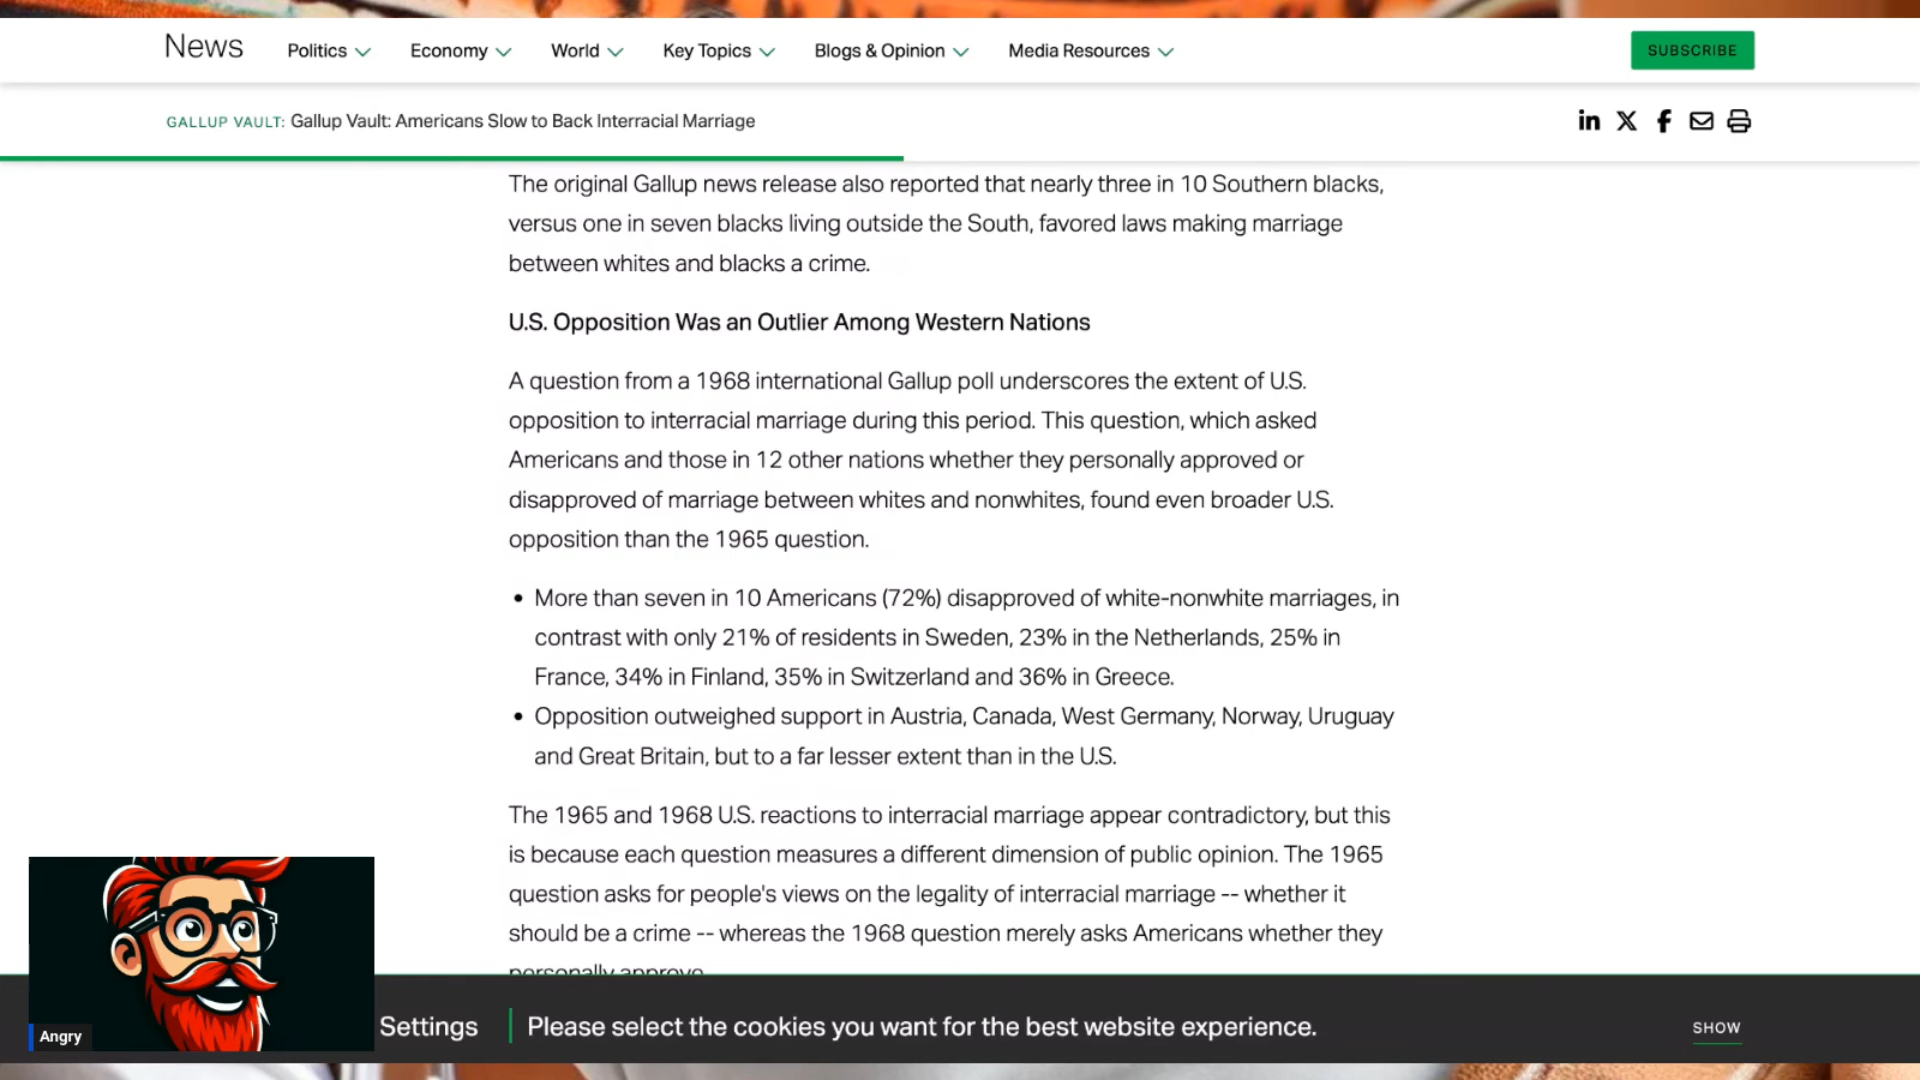 News Politics Economy World Key Topics Blogs & Opinion Media Resources SUBSCRIBE
GALLUP VAULT: Gallup Vault: Americans Slow to Back Interracial Marriage
The original Gallup news release also reported that nearly three in 10 Southern blacks,
versus one in seven blacks living outside the South, favored laws making marriage
between whites and blacks a crime.
U.S. Opposition Was an Outlier Among Western Nations
A question from a 1968 international Gallup poll underscores the extent of U.S.
opposition to interracial marriage during this period. This question, which asked
Americans and those in 12 other nations whether they personally approved or
disapproved of marriage between whites and nonwhites, found even broader U.S.
opposition than the 1965 question.
• More than seven in 10 Americans (72%) disapproved of white-nonwhite marriages, in
contrast with only 21% of residents in Sweden, 23% in the Netherlands, 25% in
France, 34% in Finland, 35% in Switzerland and 36% in Greece.
• Opposition outweighed support in Austria, Canada, West Germany, Norway, Uruguay
and Great Britain, but to a far lesser extent than in the U.S.
The 1965 and 1968 U.S. reactions to interracial marriage appear contradictory, but this
is because each question measures a different dimension of public opinion. The 1965
question asks for people's views on the legality of interracial marriage -- whether it
should be a crime -- whereas the 1968 question merely asks Americans whether they
personally approve
Settings Please select the cookies you want for the best website experience. SHOW
Angry